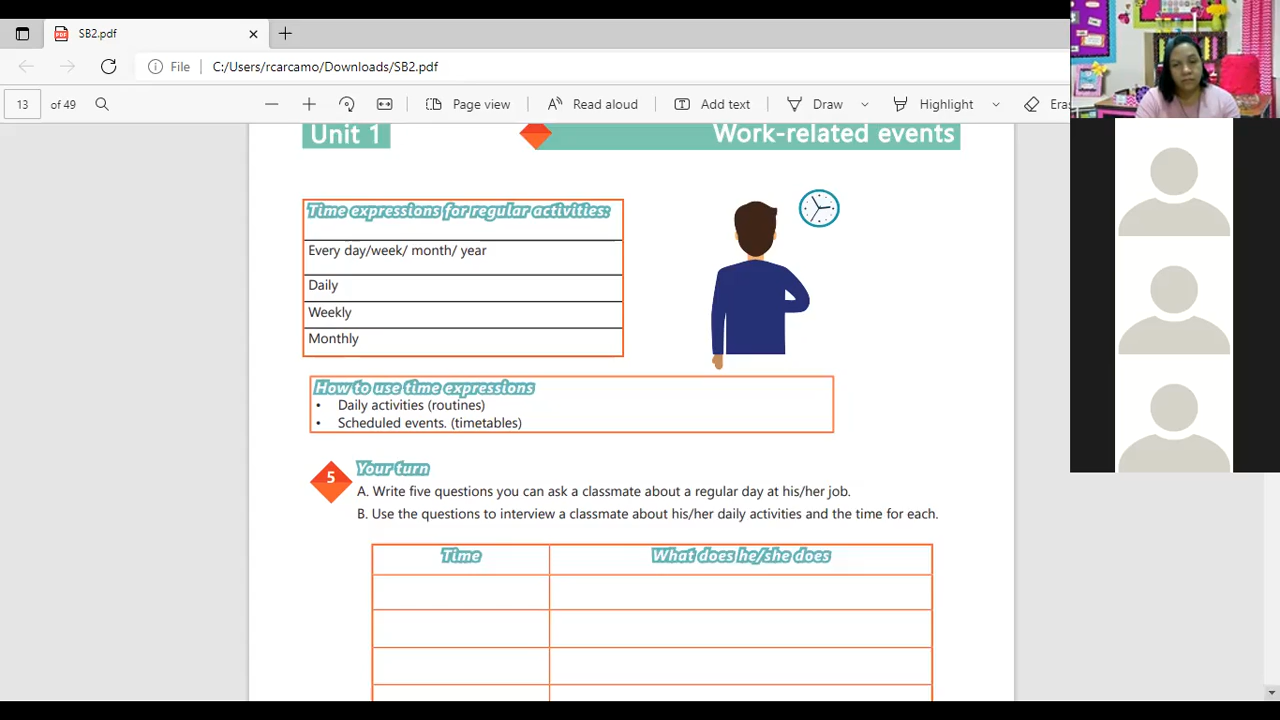 SB2.pdf
File
C:/Users/rcarcamo/Downloads/SB2.pdf
13 of 49
Page view
Read aloud
Add text
Draw
Highlight
Eras
Unit 1
Work-related events
Time expressions for regular activities:
Every day/week/ month/ year
Daily
Weekly
Monthly
How to use time expressions
• Daily activities (routines)
• Scheduled events. (timetables)
5 Your turn
A. Write five questions you can ask a classmate about a regular day at his/her job.
B. Use the questions to interview a classmate about his/her daily activities and the time for each.
Time
What does he/she does